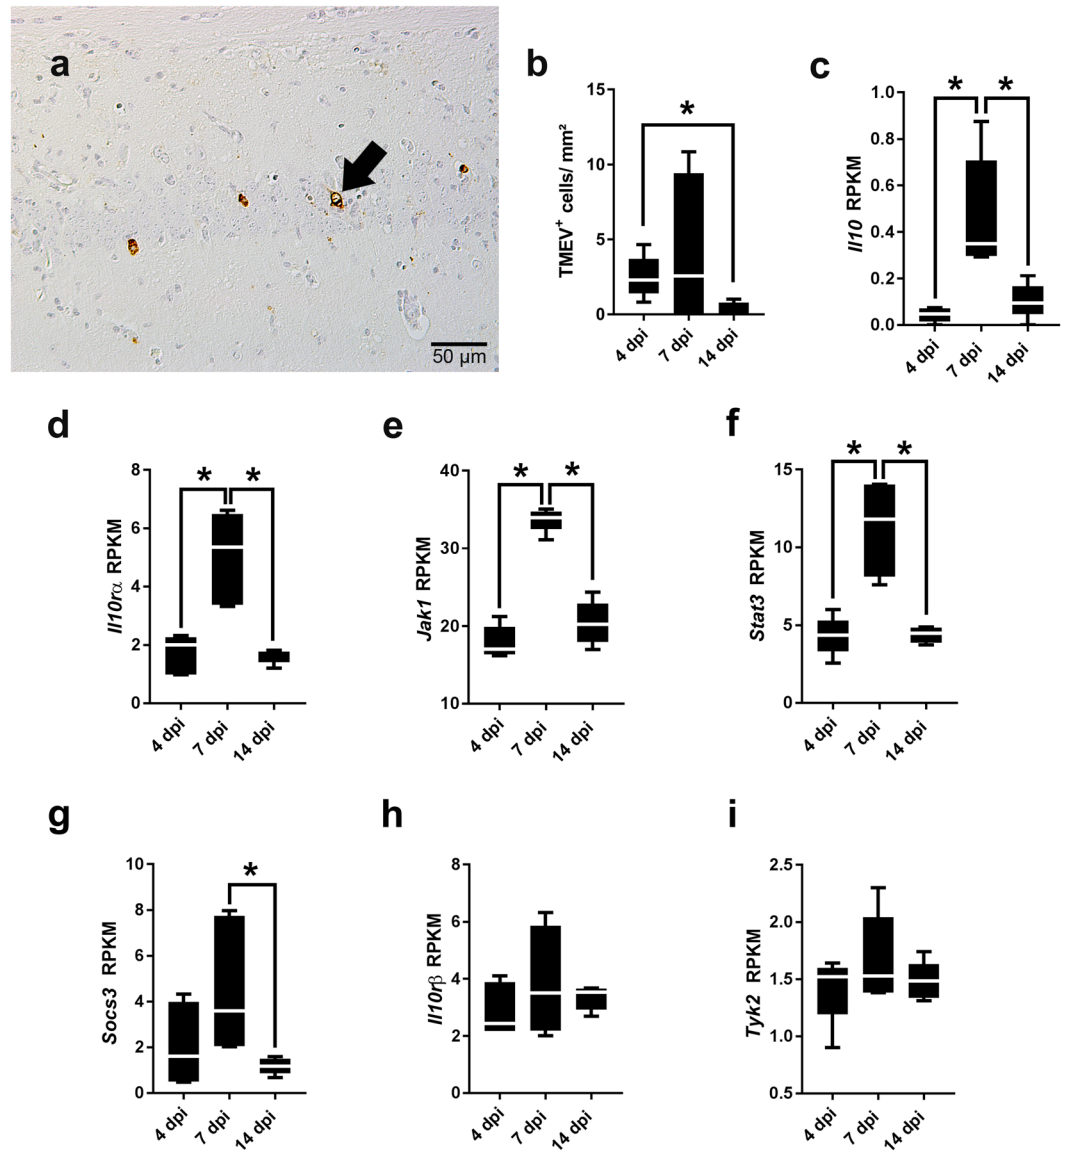 a
50 µm
b
TMEV+ cells/ mm²
15
10
5
0
*
4 dpi
7 dpi
14 dpi
c
Il10 RPKM
1.0
0.8
0.6
0.4
0.2
0.0
* *
4 dpi
7 dpi
14 dpi
d
Il10rα RPKM
8
6
4
2
0
* *
4 dpi
7 dpi
14 dpi
e
Jak1 RPKM
40
30
20
10
* *
4 dpi
7 dpi
14 dpi
f
Stat3 RPKM
15
10
5
0
* *
4 dpi
7 dpi
14 dpi
g
Socs3 RPKM
10
8
6
4
2
0
*
4 dpi
7 dpi
14 dpi
h
Il10rβ RPKM
8
6
4
2
0
4 dpi
7 dpi
14 dpi
i
Tyk2 RPKM
2.5
2.0
1.5
1.0
0.5
4 dpi
7 dpi
14 dpi